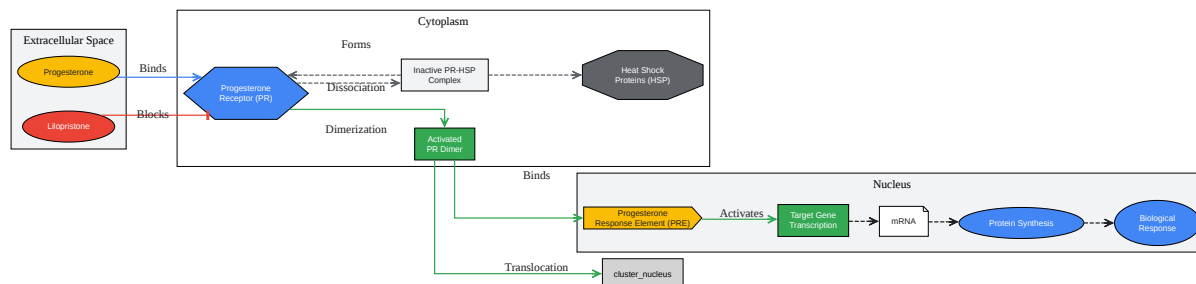 Extracellular Space
Progesterone
Lilopristone
Binds
Blocks
Cytoplasm
Forms
Progesterone
Receptor (PR)
Dissociation
Inactive PR-HSP
Complex
Heat Shock
Proteins (HSP)
Dimerization
Activated
PR Dimer
Binds
Nucleus
Progesterone
Response Element (PRE)
Activates
Target Gene
Transcription
mRNA
Protein Synthesis
Biological
Response
Translocation
cluster_nucleus